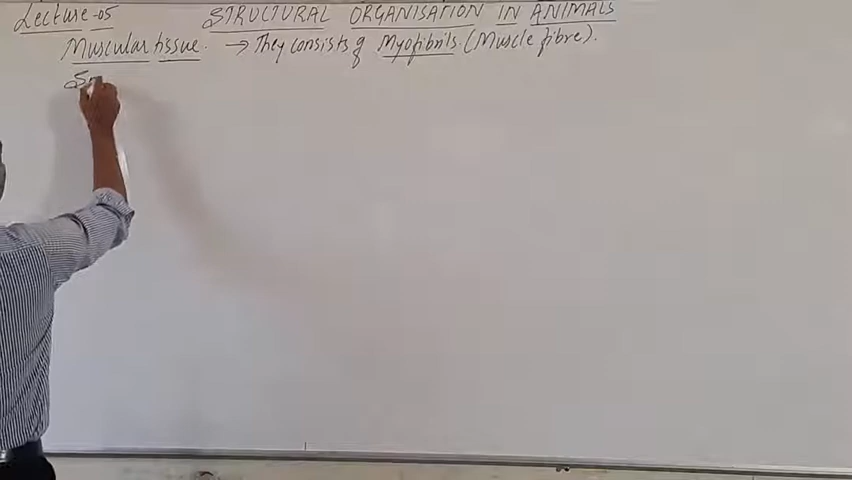 Lecture-05 STRUCTURAL ORGANISATION IN ANIMALS
Muscular tissue. → They consists of Myofibrils. (Muscle fibre).